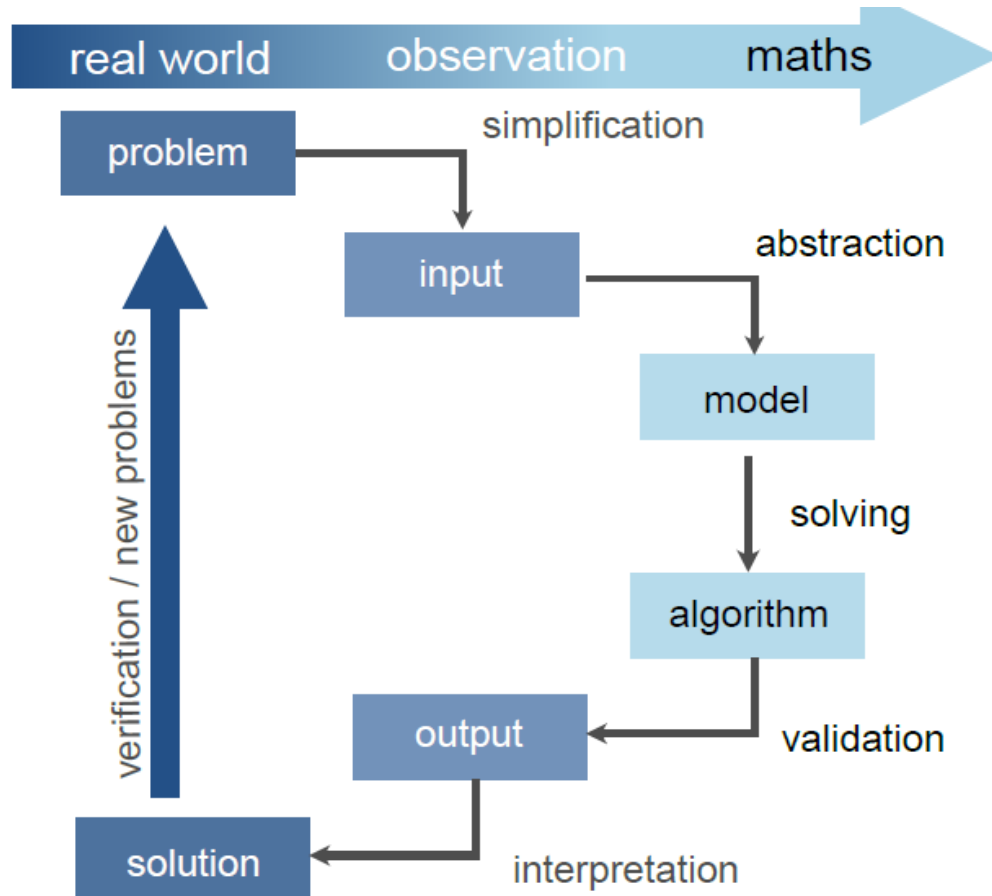 real world observation maths
problem
simplification
input
abstraction
model
solving
algorithm
output
validation
solution
interpretation
verification / new problems